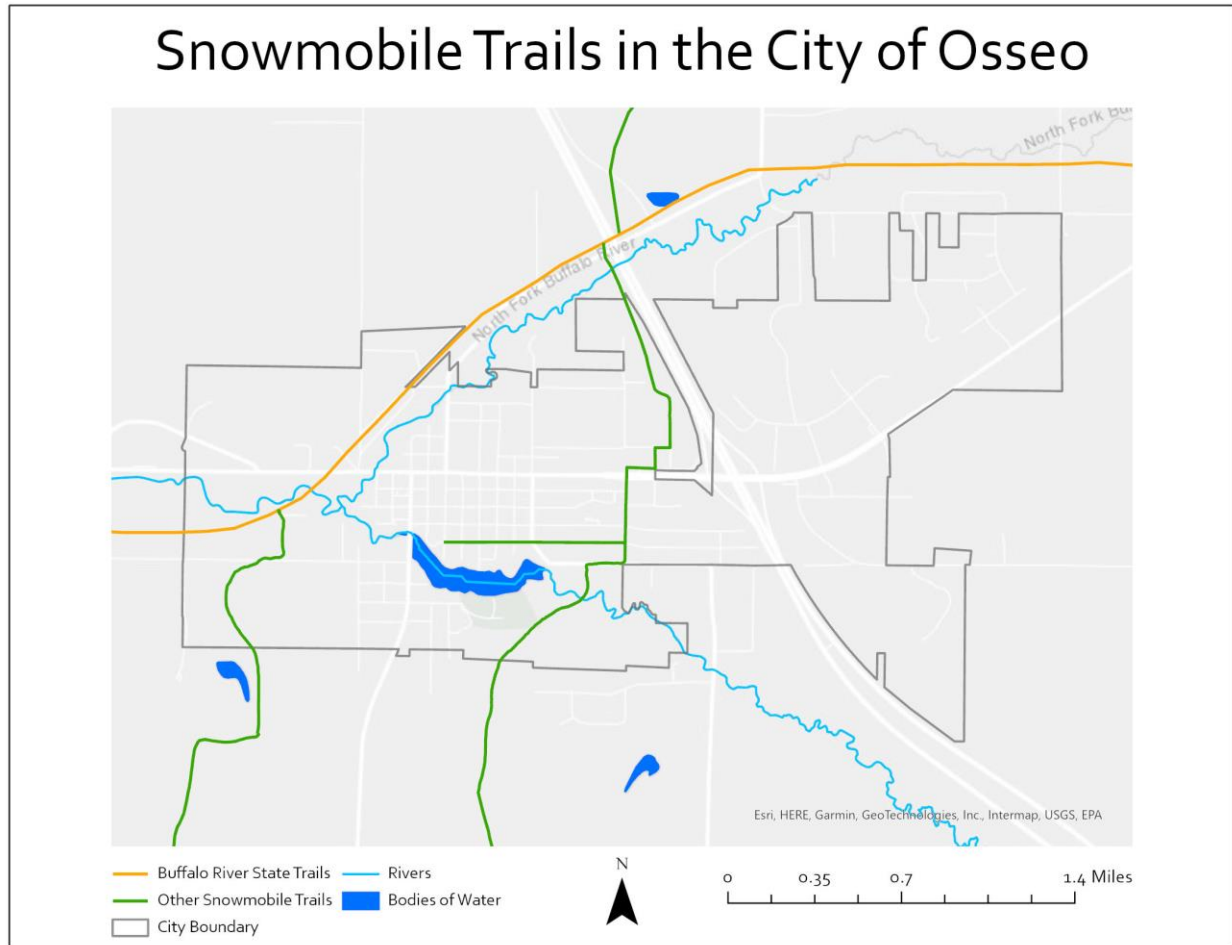 Snowmobile Trails in the City of Osseo
North Fork Bu
North Fork Buffalo River
Esri, HERE, Garmin, GeoTechnologies, Inc., Intermap, USGS, EPA
Buffalo River State Trails
Rivers
Other Snowmobile Trails
Bodies of Water
City Boundary
N
0 0.35 0.7 1.4 Miles